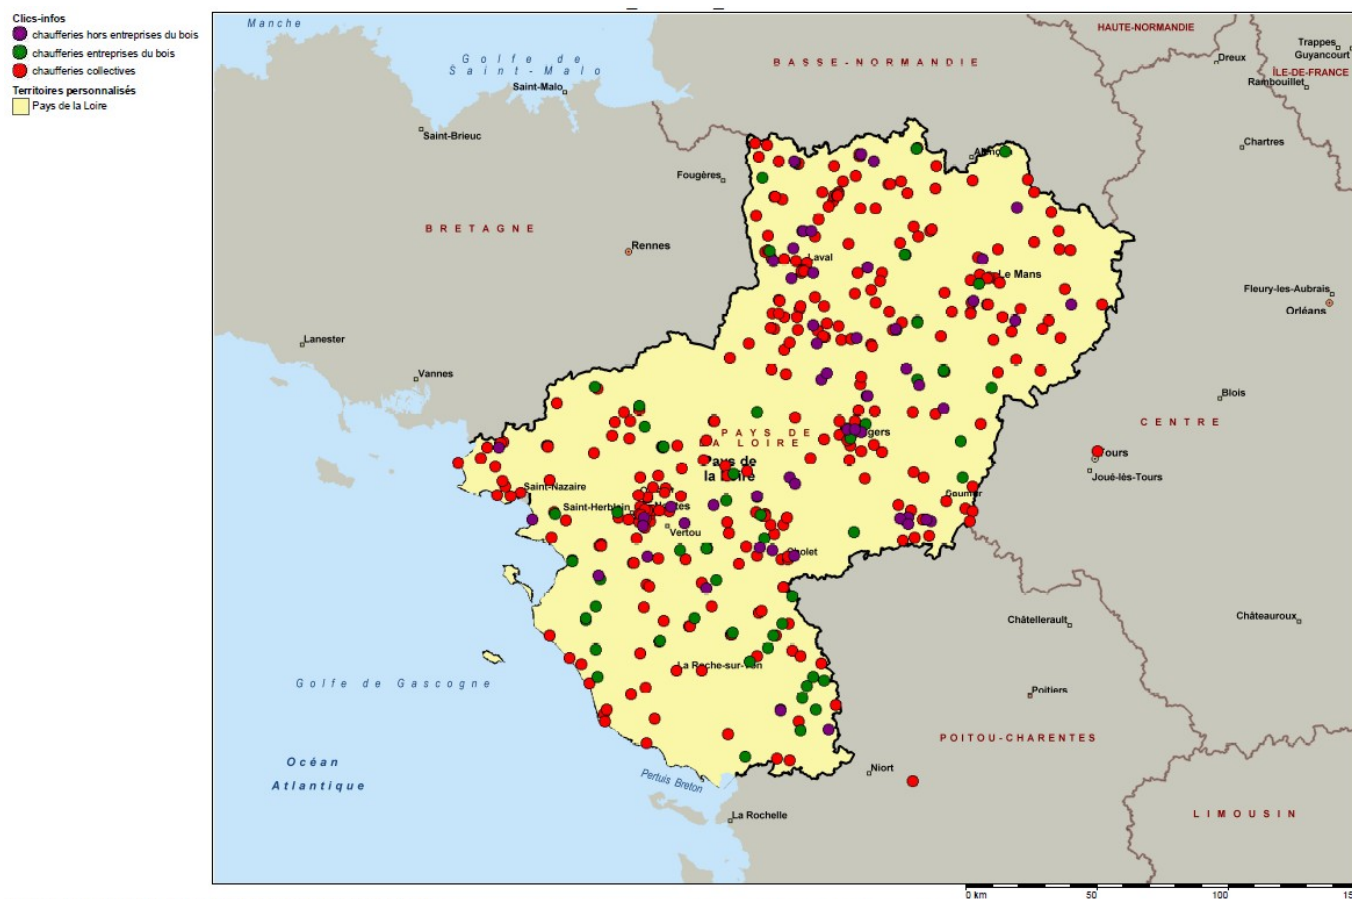 Clics-infos
chaufferies hors entreprises du bois
chaufferies entreprises du bois
chaufferies collectives
Territoires personnalisés
Pays de la Loire
Manche
HAUTE-NORMANDIE
Golfe de
Saint-Malo
BASSE-NORMANDIE
Dreux
Trappes
Guyancourt
ÎLE-DE-FRANCE
Rambouillet
Saint-Malo
Saint-Brieuc
Chartres
Fougères
BRETAGNE
Rennes
Laval
Le Mans
Fleury-les-Aubrais
Orléans
Lanester
Vannes
Blois
CENTRE
PAYS DE
LA LOIRE
Pays de
la Loire
Tours
Joué-lès-Tours
Saint-Nazaire
Saint-Herblain
Vertou
Cholet
Châtellerault
Châteauroux
La Roche-sur-Yon
Golfe de Gascogne
Poitiers
POITOU-CHARENTES
Océan
Atlantique
Pertuis Breton
Niort
La Rochelle
LIMOUSIN
0 km
50
100